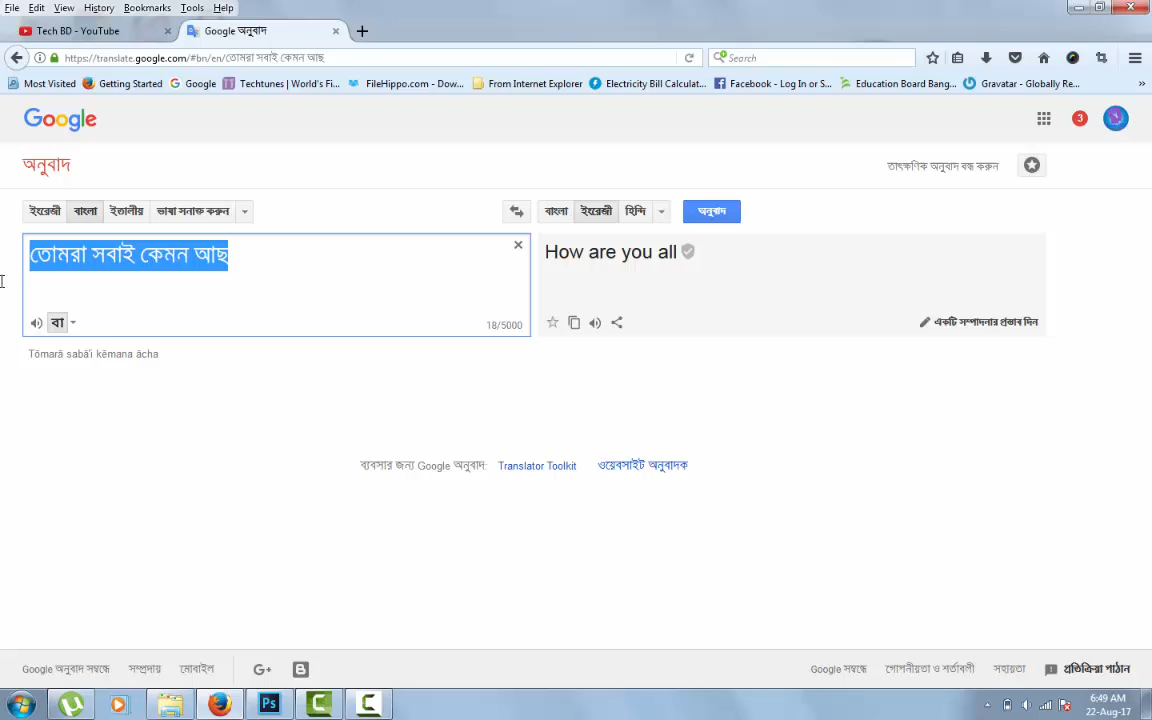 File Edit View History Bookmarks Tools Help
Tech BD - YouTube
Google অনুবাদ
https://translate.google.com/#bn/en/তোমরা সবাই কেমন আছ
Search
Most Visited Getting Started Google Techtunes | World's Fi... FileHippo.com - Dow... From Internet Explorer Electricity Bill Calculat... Facebook - Log In or S... Education Board Bang... Gravatar - Globally Re...
Google
3
অনুবাদ
তাৎক্ষণিক অনুবাদ বন্ধ করুন
ইংরেজী বাংলা ইতালীয় ভাষা সনাক্ত করুন
বাংলা ইংরেজী হিন্দি অনুবাদ
তোমরা সবাই কেমন আছ
How are you all
বা
18/5000
একটি সম্পাদনার প্রস্তাব দিন
Tōmarā sabā'i kēmana ācha
ব্যবসার জন্য Google অনুবাদ: Translator Toolkit ওয়েবসাইট অনুবাদক
Google অনুবাদ সম্বন্ধে সম্প্রদায় মোবাইল G+
Google সম্বন্ধে গোপনীয়তা ও শর্তাবলী সহায়তা প্রতিক্রিয়া পাঠান
Ps
6:49 AM
22-Aug-17